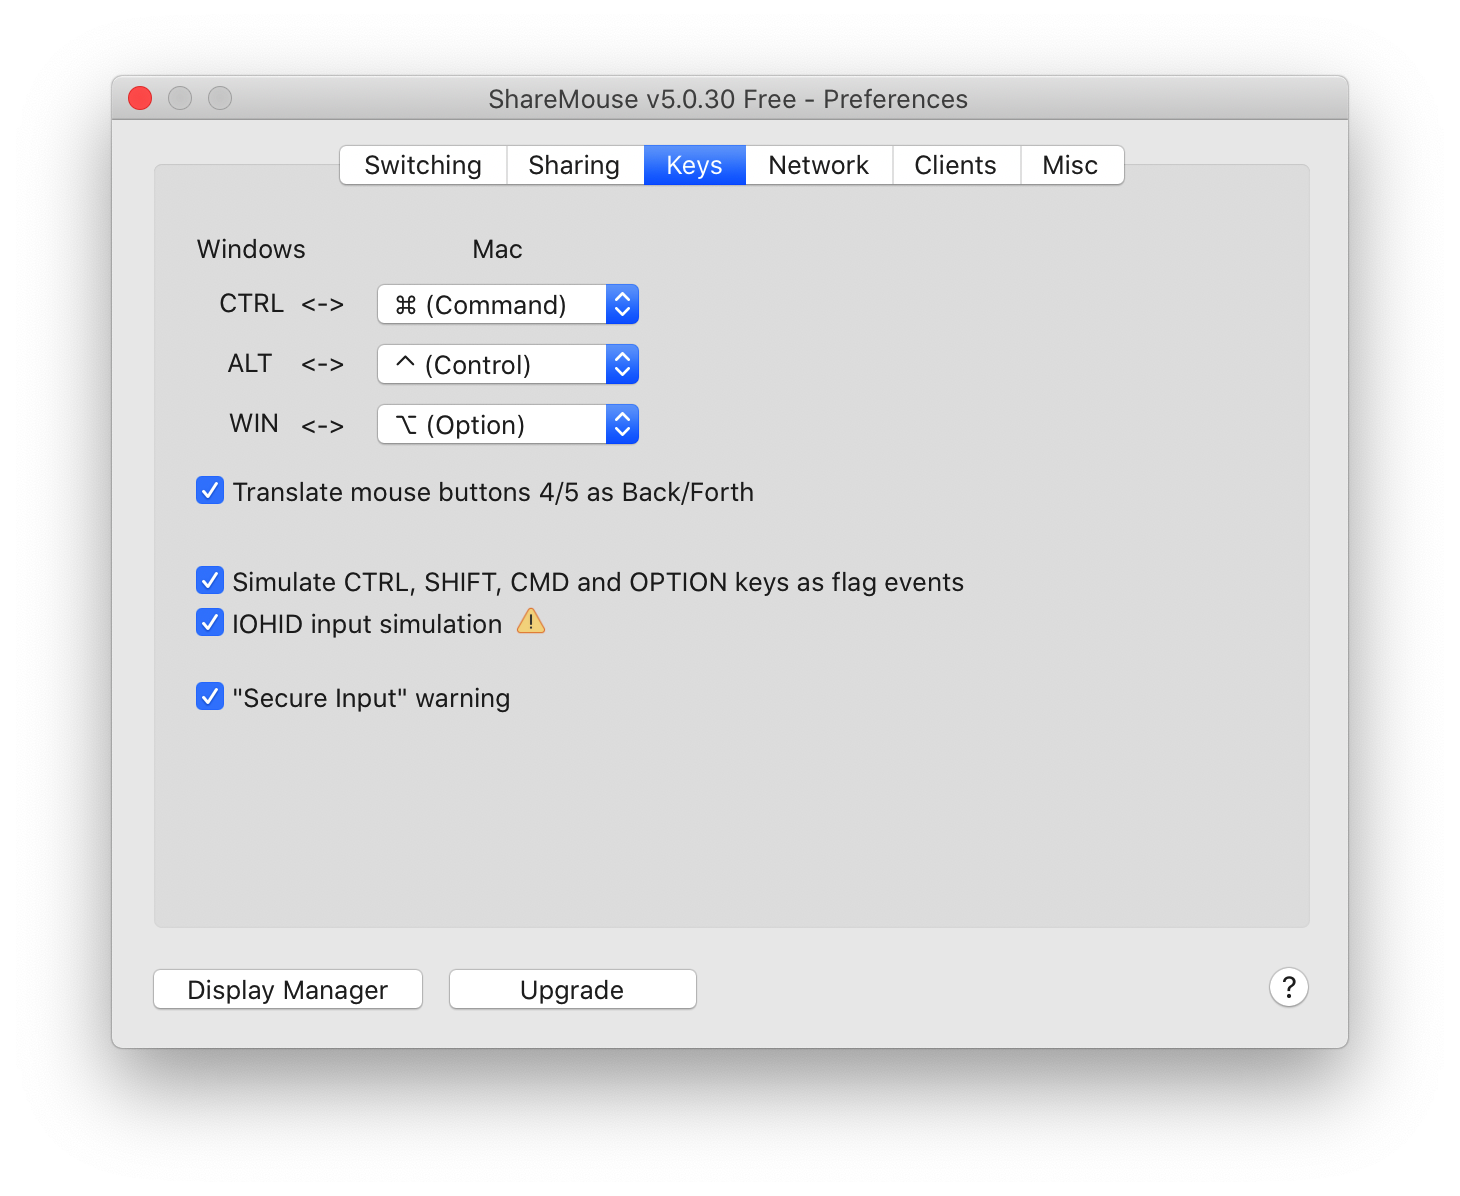 ShareMouse v5.0.30 Free - Preferences
Switching Sharing Keys Network Clients Misc
Windows Mac
CTRL <-> ⌘ (Command)
ALT <-> ^ (Control)
WIN <-> ⌥ (Option)
Translate mouse buttons 4/5 as Back/Forth
Simulate CTRL, SHIFT, CMD and OPTION keys as flag events
IOHID input simulation
"Secure Input" warning
Display Manager Upgrade ?